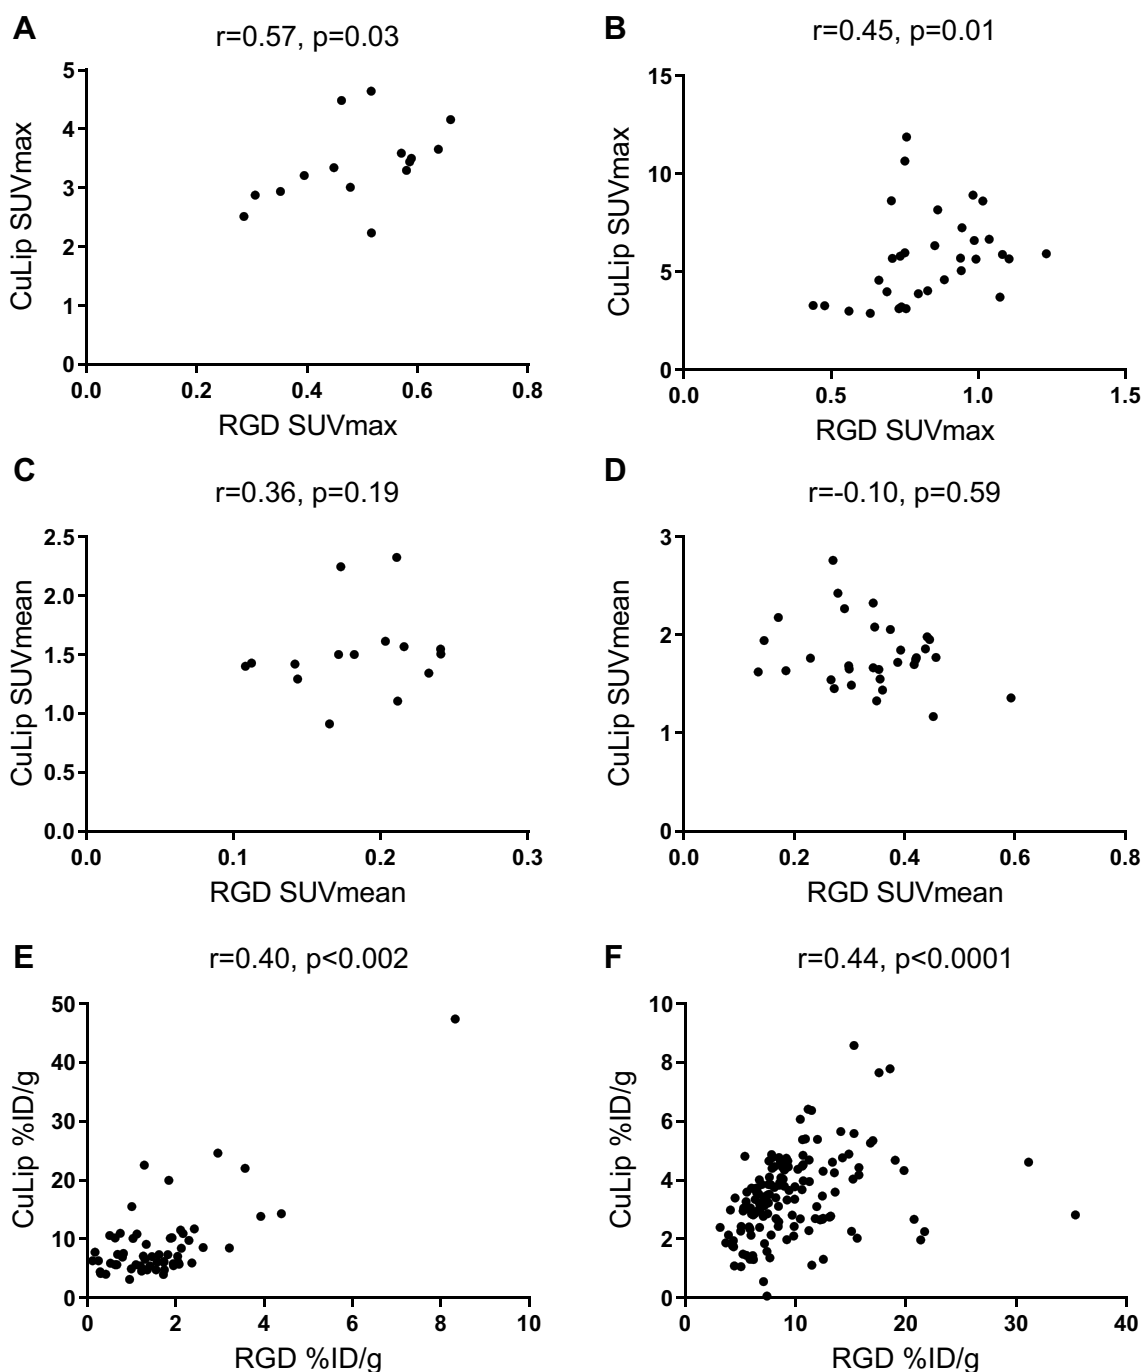 A
r=0.57, p=0.03
CuLip SUVmax
5
4
3
2
1
0
0.0 0.2 0.4 0.6 0.8
RGD SUVmax
B
r=0.45, p=0.01
CuLip SUVmax
15
10
5
0
0.0 0.5 1.0 1.5
RGD SUVmax
C
r=0.36, p=0.19
CuLip SUVmean
2.5
2.0
1.5
1.0
0.5
0.0
0.0 0.1 0.2 0.3
RGD SUVmean
D
r=-0.10, p=0.59
CuLip SUVmean
3
2
1
0
0.0 0.2 0.4 0.6 0.8
RGD SUVmean
E
r=0.40, p<0.002
CuLip %ID/g
50
40
30
20
10
0
0 2 4 6 8 10
RGD %ID/g
F
r=0.44, p<0.0001
CuLip %ID/g
10
8
6
4
2
0
0 10 20 30 40
RGD %ID/g